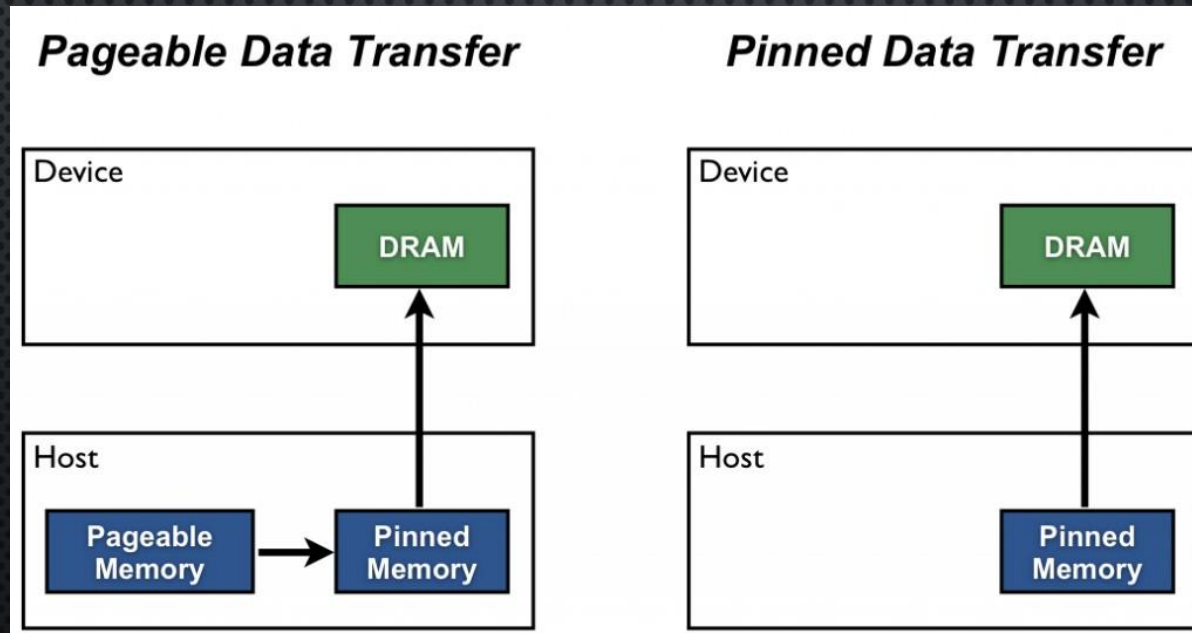 Pageable Data Transfer
Device
DRAM
Host
Pageable
Memory
Pinned
Memory
Pinned Data Transfer
Device
DRAM
Host
Pinned
Memory